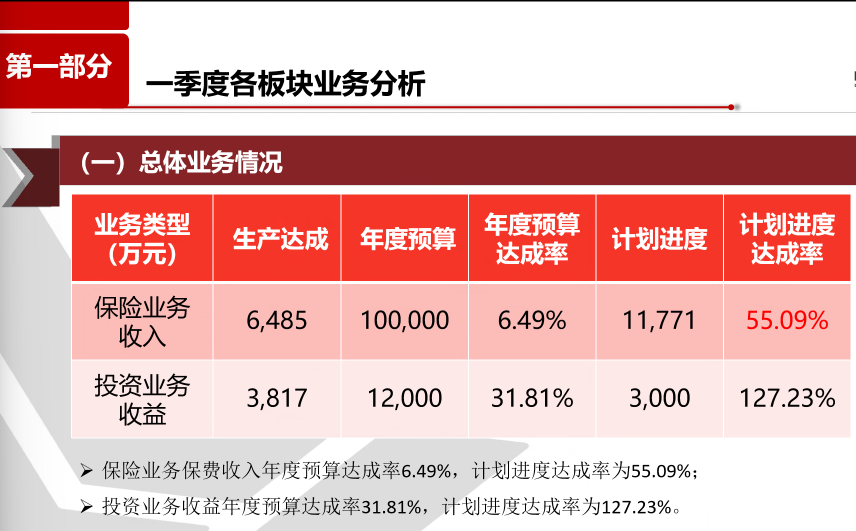 第一部分
一季度各板块业务分析
（一）总体业务情况
业务类型（万元） 生产达成 年度预算 年度预算达成率 计划进度 计划进度达成率
保险业务收入 6,485 100,000 6.49% 11,771 55.09%
投资业务收益 3,817 12,000 31.81% 3,000 127.23%
➢ 保险业务保费收入年度预算达成率6.49%，计划进度达成率为55.09%；
➢ 投资业务收益年度预算达成率31.81%，计划进度达成率为127.23%。